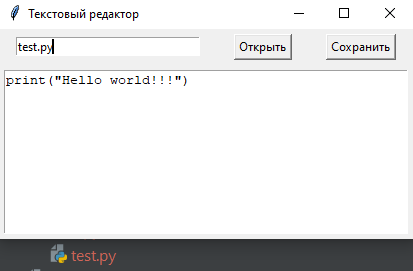 Текстовый редактор
test.py Открыть Сохранить
print("Hello world!!!")
test.py